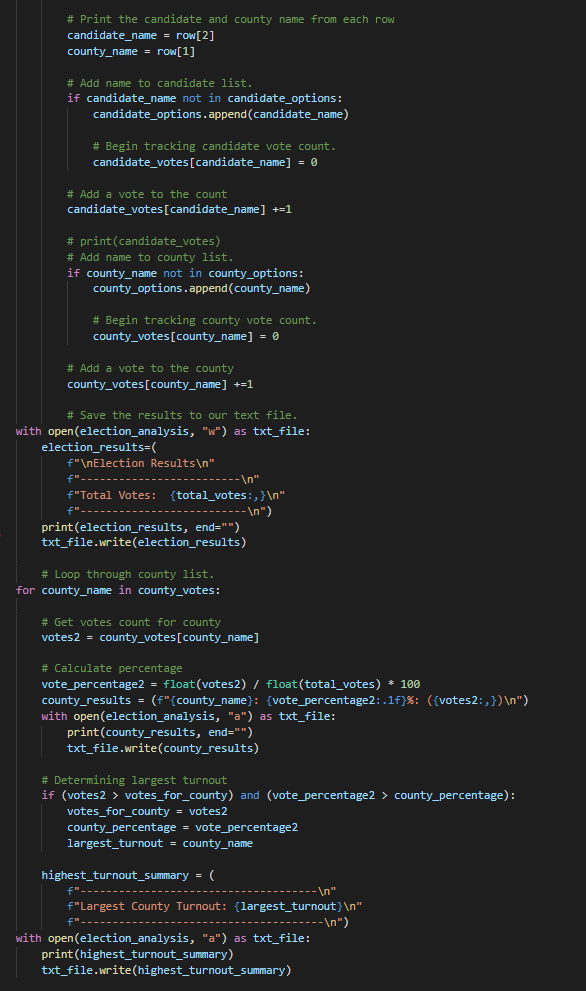 # Print the candidate and county name from each row
candidate_name = row[2]
county_name = row[1]
# Add name to candidate list.
if candidate_name not in candidate_options:
candidate_options.append(candidate_name)
# Begin tracking candidate vote count.
candidate_votes[candidate_name] = 0
# Add a vote to the count
candidate_votes[candidate_name] +=1
# print(candidate_votes)
# Add name to county list.
if county_name not in county_options:
county_options.append(county_name)
# Begin tracking county vote count.
county_votes[county_name] = 0
# Add a vote to the county
county_votes[county_name] +=1
# Save the results to our text file.
with open(election_analysis, "w") as txt_file:
election_results=(
f"\nElection Results\n"
f"-------------------------\n"
f"Total Votes:  {total_votes:,}\n"
f"--------------------------\n")
print(election_results, end="")
txt_file.write(election_results)
# Loop through county list.
for county_name in county_votes:
# Get votes count for county
votes2 = county_votes[county_name]
# Calculate percentage
vote_percentage2 = float(votes2) / float(total_votes) * 100
county_results = (f"{county_name}: {vote_percentage2:.1f}%: ({votes2:,})\n")
with open(election_analysis, "a") as txt_file:
print(county_results, end="")
txt_file.write(county_results)
# Determining largest turnout
if (votes2 > votes_for_county) and (vote_percentage2 > county_percentage):
votes_for_county = votes2
county_percentage = vote_percentage2
largest_turnout = county_name
highest_turnout_summary = (
f"-------------------------------------\n"
f"Largest County Turnout: {largest_turnout}\n"
f"--------------------------------------\n")
with open(election_analysis, "a") as txt_file:
print(highest_turnout_summary)
txt_file.write(highest_turnout_summary)